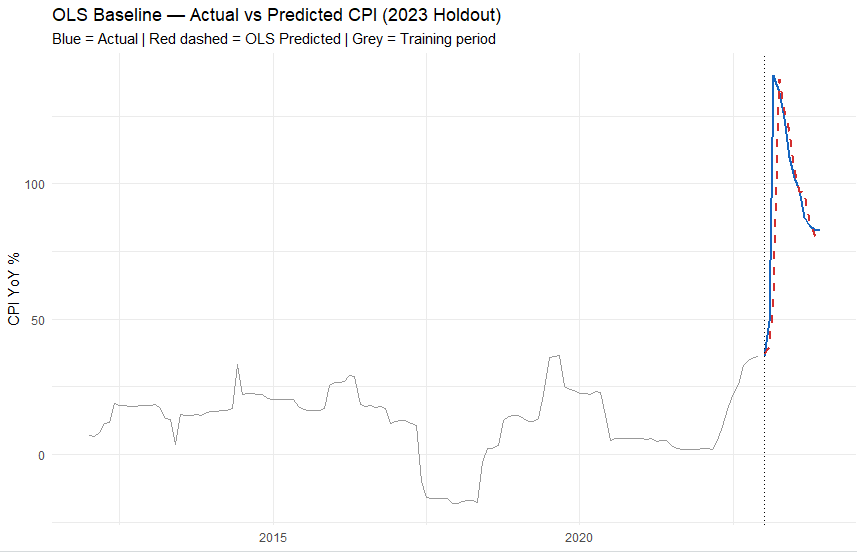 OLS Baseline — Actual vs Predicted CPI (2023 Holdout)
Blue = Actual | Red dashed = OLS Predicted | Grey = Training period
CPI YoY %
100
50
0
2015
2020